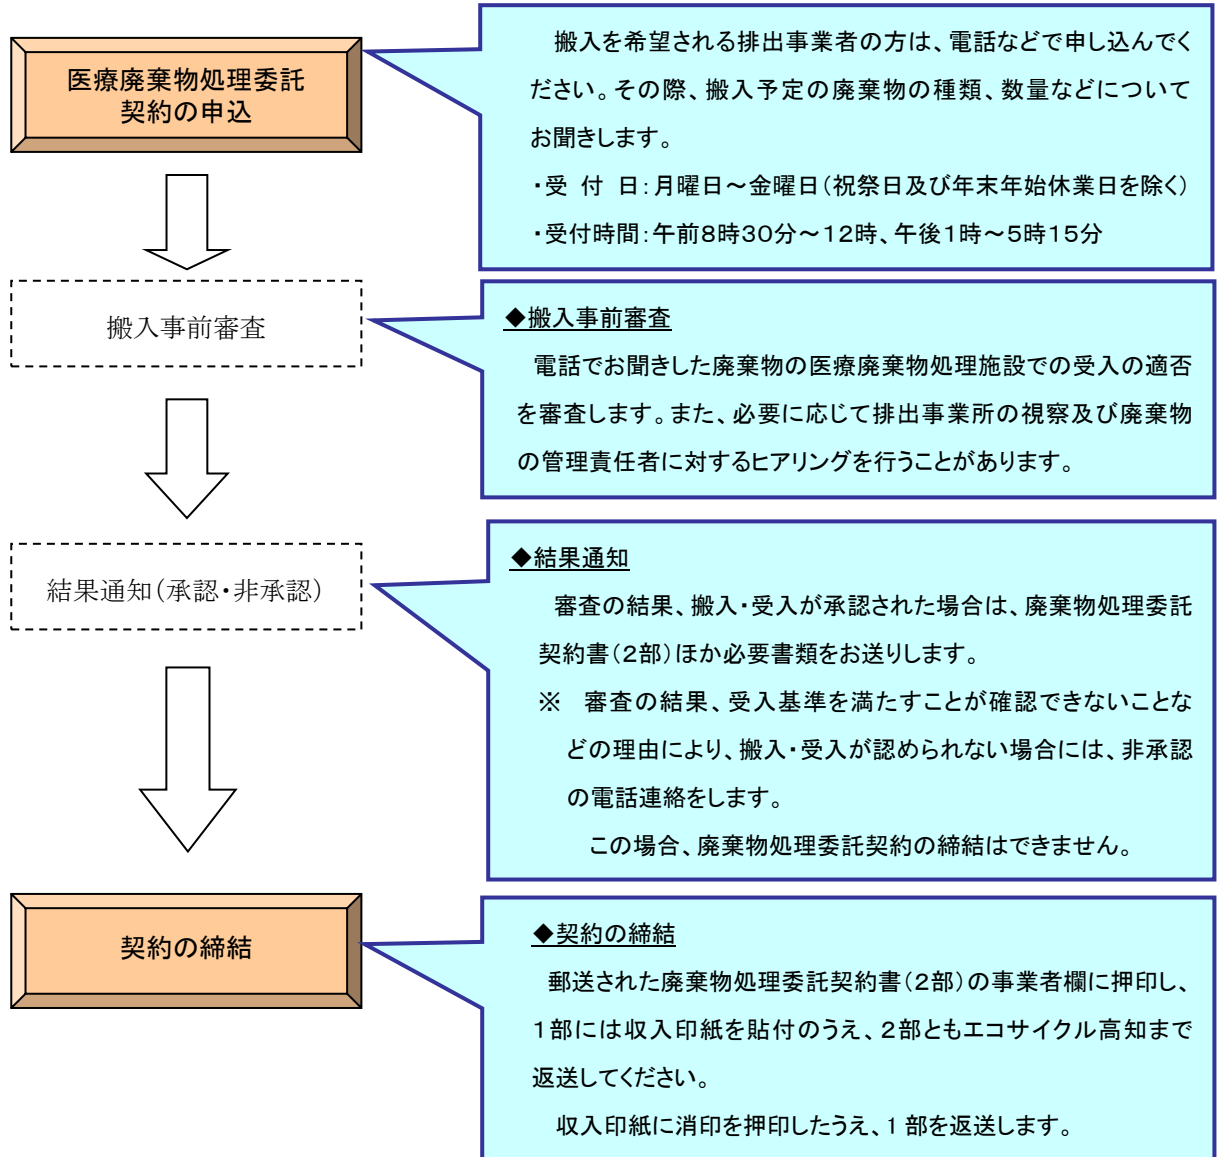 医療廃棄物処理委託
契約の申込
搬入を希望される排出事業者の方は、電話などで申し込んでく
ださい。その際、搬入予定の廃棄物の種類、数量などについて
お聞きします。
・受 付 日：月曜日～金曜日（祝祭日及び年末年始休業日を除く）
・受付時間：午前８時３０分～１２時、午後１時～５時１５分
搬入事前審査
◆搬入事前審査
電話でお聞きした廃棄物の医療廃棄物処理施設での受入の適否
を審査します。また、必要に応じて排出事業所の視察及び廃棄物
の管理責任者に対するヒアリングを行うことがあります。
結果通知（承認・非承認）
◆結果通知
審査の結果、搬入・受入が承認された場合は、廃棄物処理委託
契約書（２部）ほか必要書類をお送りします。
※　審査の結果、受入基準を満たすことが確認できないことな
どの理由により、搬入・受入が認められない場合には、非承認
の電話連絡をします。
この場合、廃棄物処理委託契約の締結はできません。
契約の締結
◆契約の締結
郵送された廃棄物処理委託契約書（２部）の事業者欄に押印し、
１部には収入印紙を貼付のうえ、２部ともエコサイクル高知まで
返送してください。
収入印紙に消印を押印したうえ、1 部を返送します。